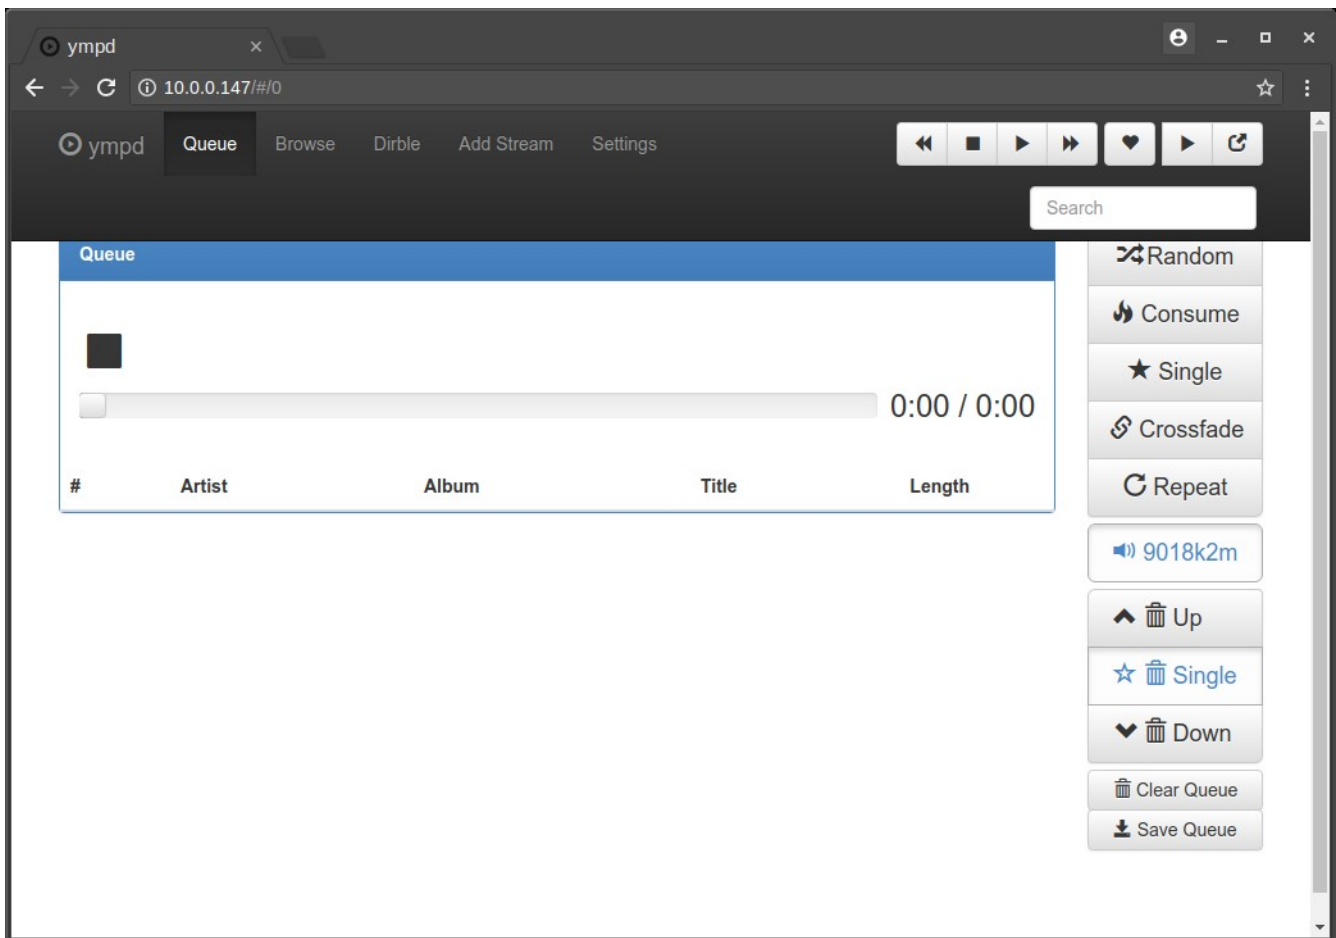 ympd
10.0.0.147/#/0
ympd Queue Browse Dirble Add Stream Settings
Search
Queue
0:00 / 0:00
# Artist Album Title Length
Random
Consume
Single
Crossfade
Repeat
9018k2m
Up
Single
Down
Clear Queue
Save Queue